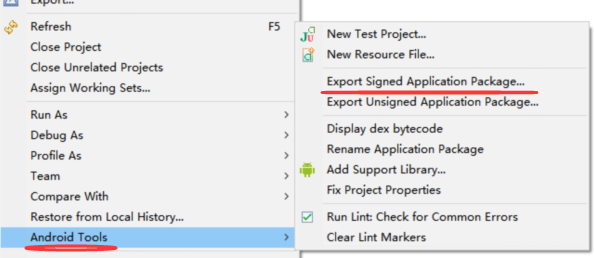 Export...
Refresh F5
Close Project
Close Unrelated Projects
Assign Working Sets...
Run As
Debug As
Profile As
Team
Compare With
Restore from Local History...
Android Tools
New Test Project...
New Resource File...
Export Signed Application Package...
Export Unsigned Application Package...
Display dex bytecode
Rename Application Package
Add Support Library...
Fix Project Properties
Run Lint: Check for Common Errors
Clear Lint Markers